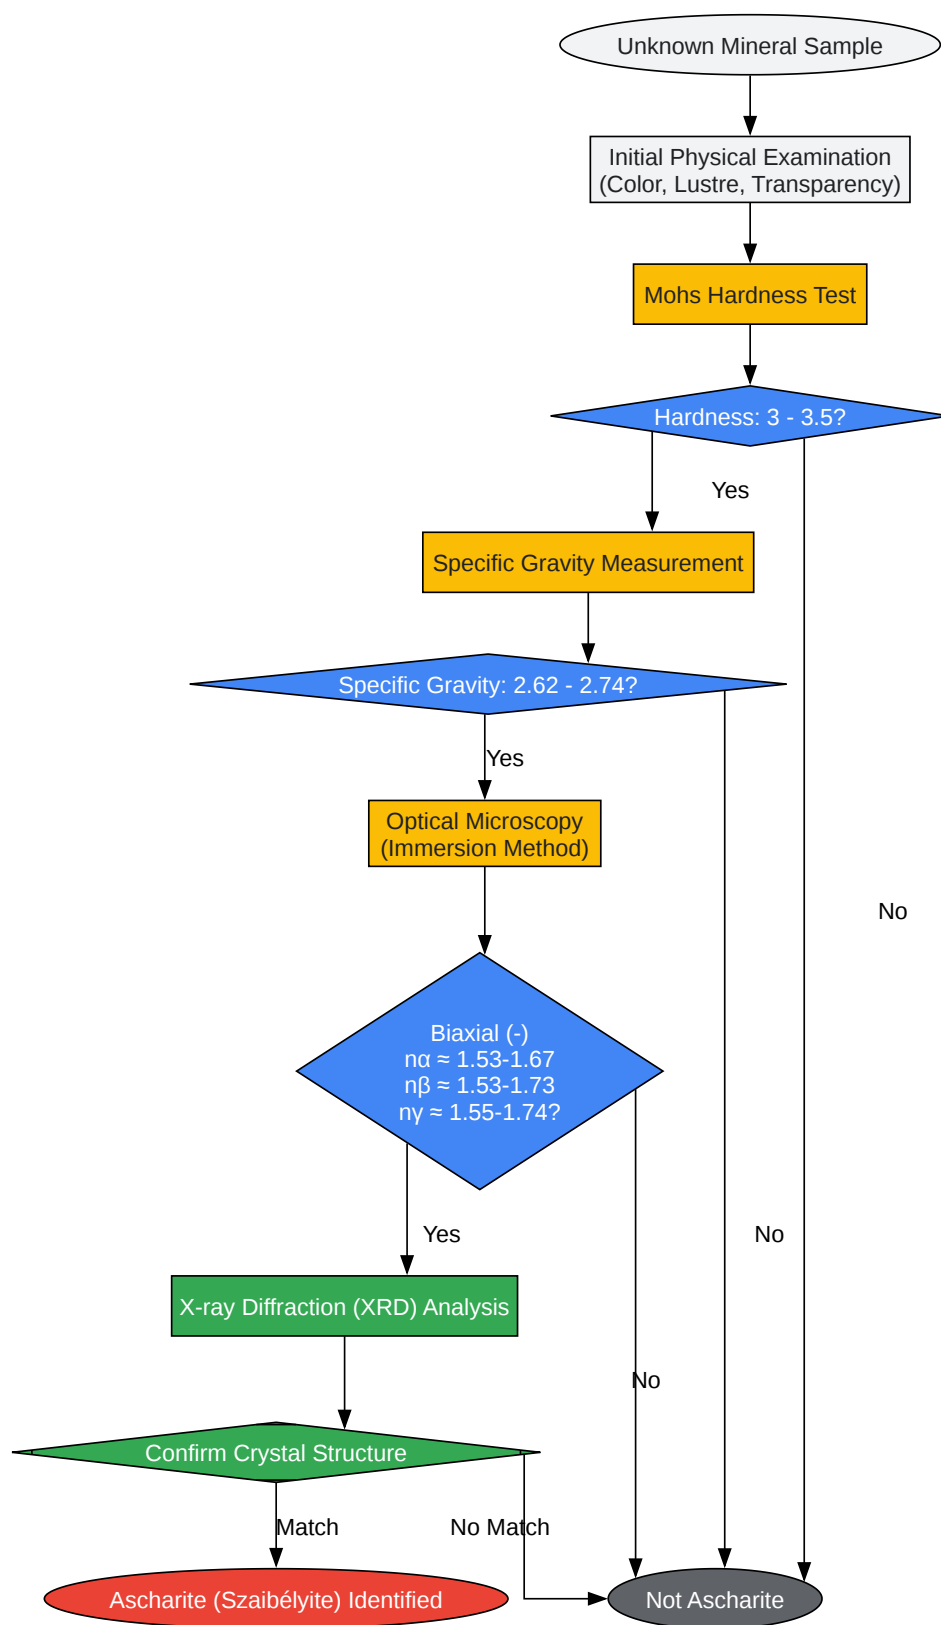 Unknown Mineral Sample
Initial Physical Examination
(Color, Lustre, Transparency)
Mohs Hardness Test
Hardness: 3 - 3.5?
Yes
Specific Gravity Measurement
Specific Gravity: 2.62 - 2.74?
Yes
Optical Microscopy
(Immersion Method)
No
Biaxial (-)
nα ≈ 1.53-1.67
nβ ≈ 1.53-1.73
nγ ≈ 1.55-1.74?
Yes
No
X-ray Diffraction (XRD) Analysis
No
Confirm Crystal Structure
Match
No Match
Ascharite (Szaibélyite) Identified
Not Ascharite